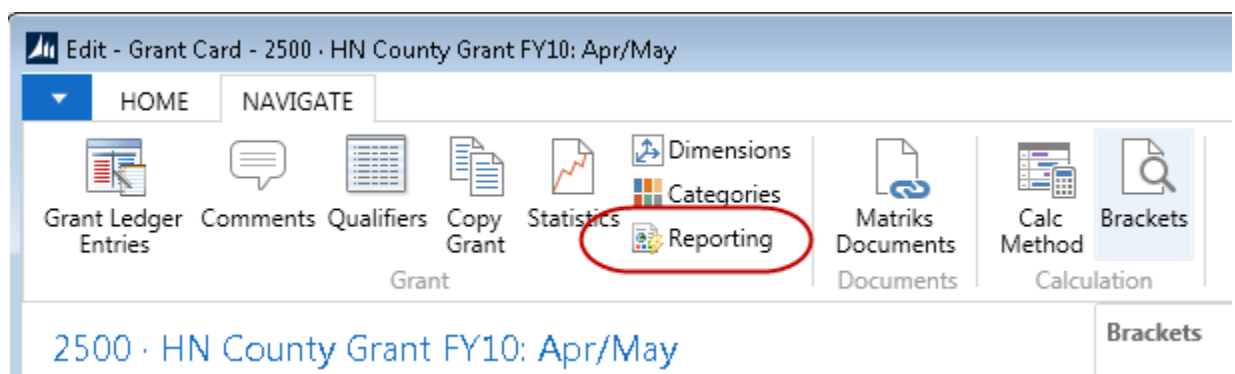 Edit - Grant Card - 2500 · HN County Grant FY10: Apr/May
HOME NAVIGATE
Grant Ledger Entries
Comments
Qualifiers
Copy Grant
Statistics
Dimensions
Categories
Reporting
Grant
Matriks Documents
Documents
Calc Method
Brackets
Calculation
2500 · HN County Grant FY10: Apr/May
Brackets